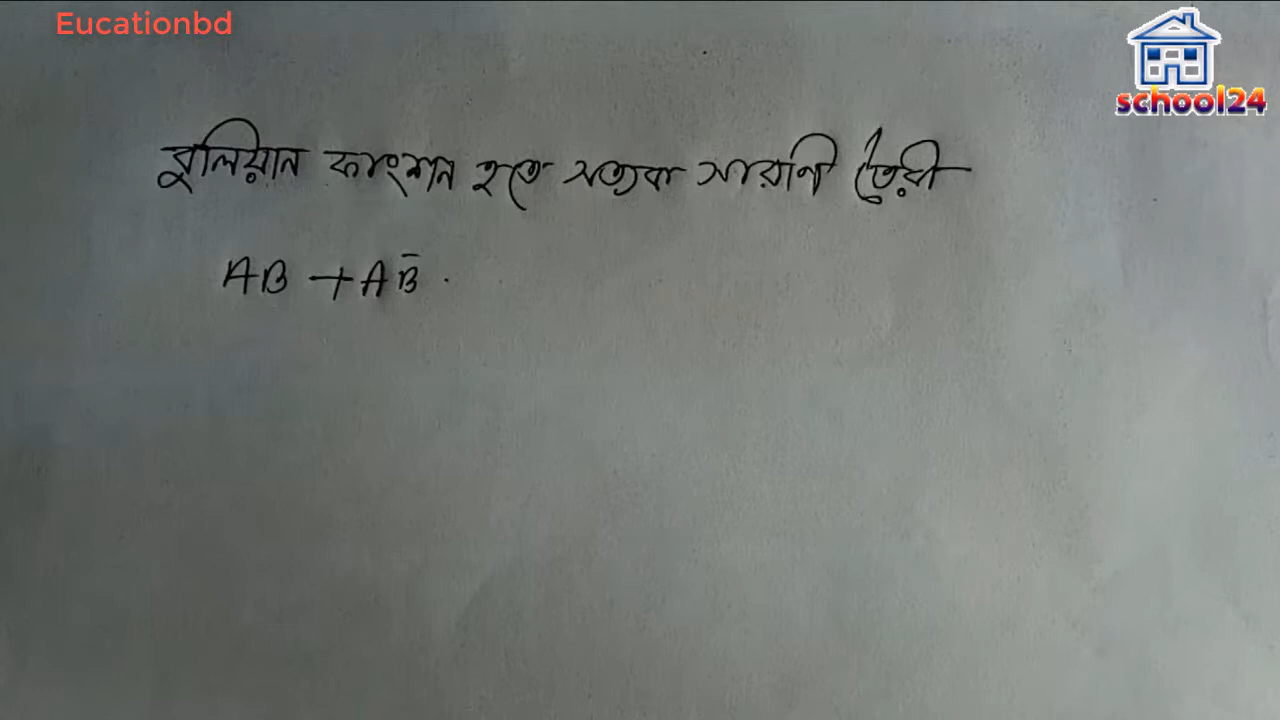 Eucationbd
school24
বুলিয়ান ফাংশন হতে সত্যক সারণি তৈরী
AB + AB̄ .